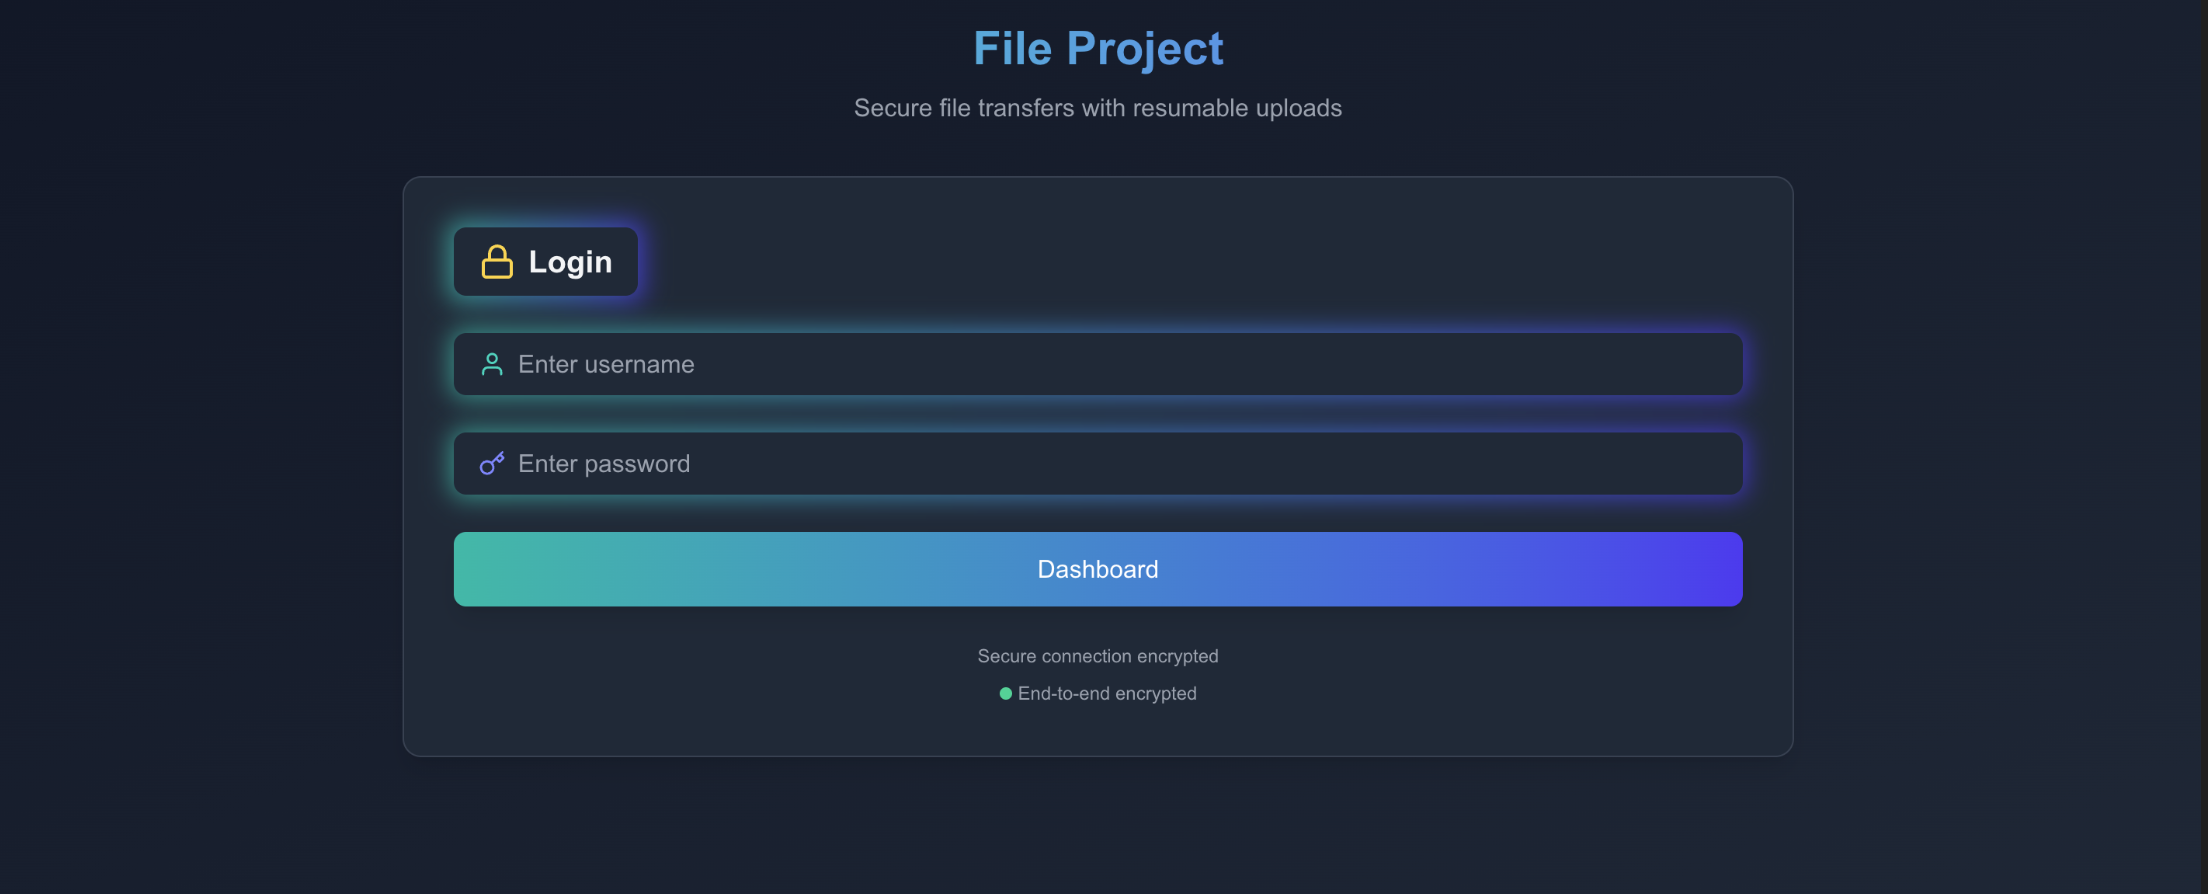 File Project
Secure file transfers with resumable uploads
Login
Enter username
Enter password
Dashboard
Secure connection encrypted
End-to-end encrypted